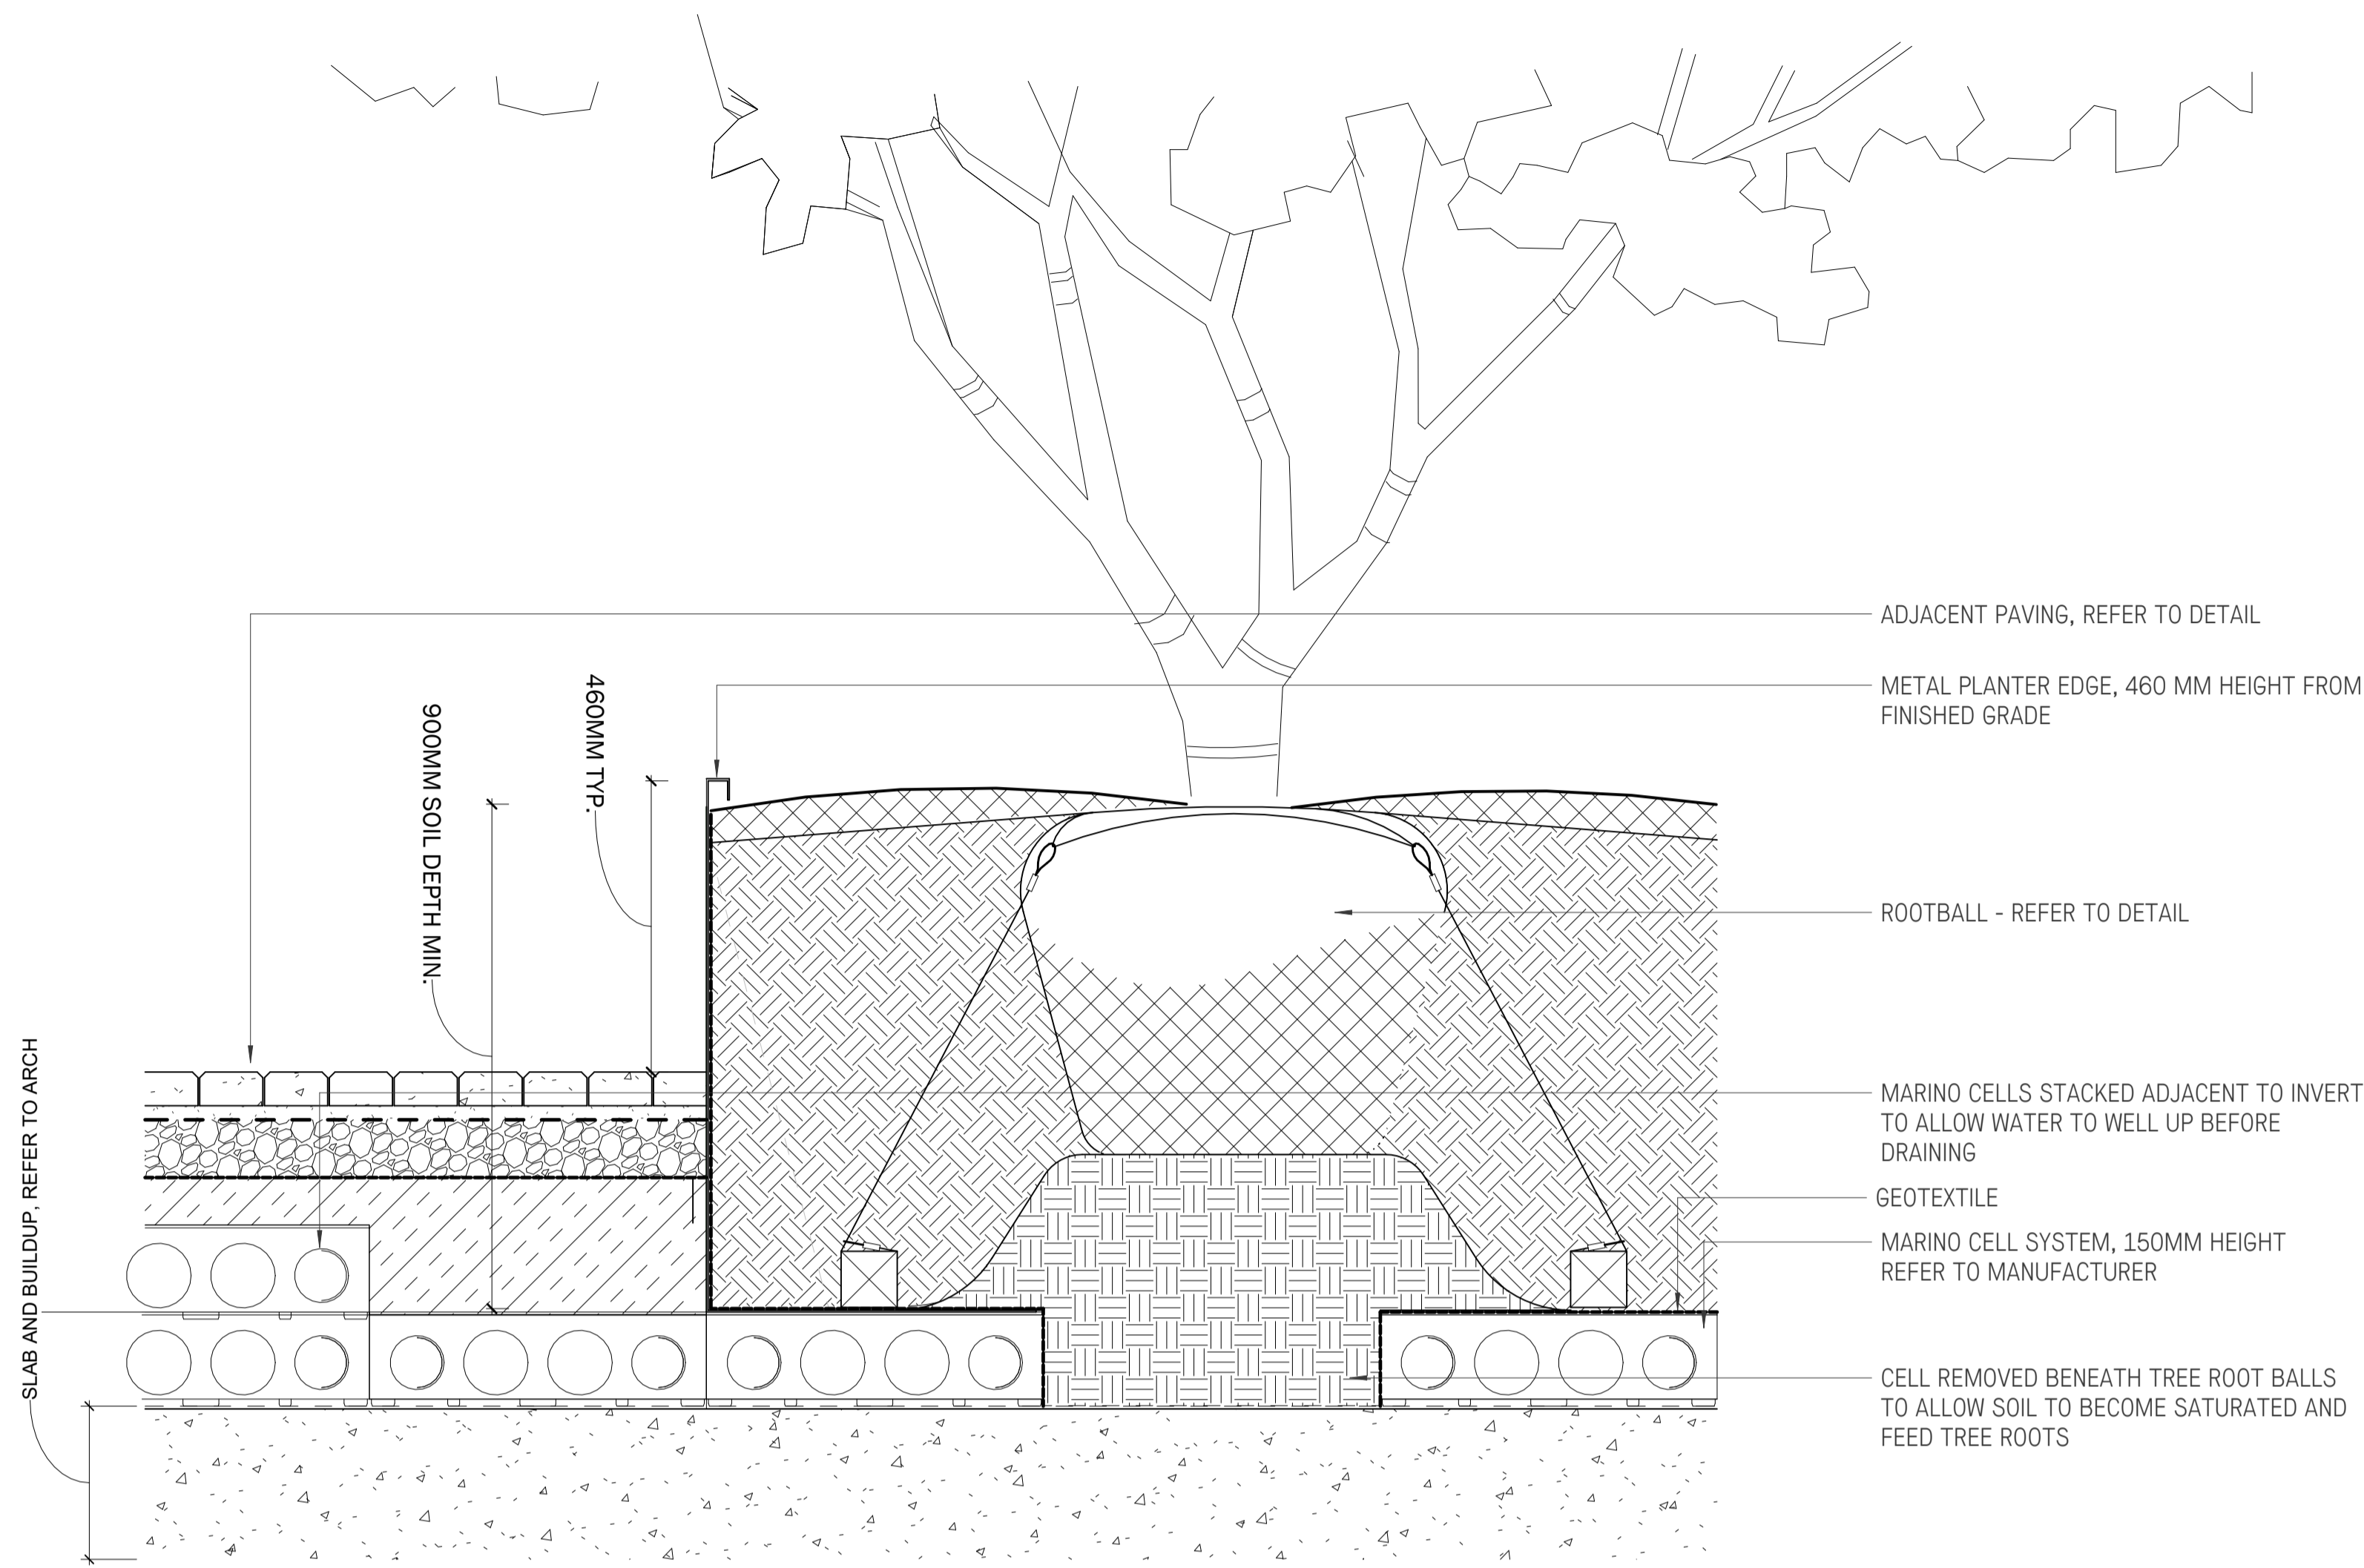 ADJACENT PAVING, REFER TO DETAIL
METAL PLANTER EDGE, 460 MM HEIGHT FROM
FINISHED GRADE
460MM TYP.
900MM SOIL DEPTH MIN.
ROOTBALL - REFER TO DETAIL
SLAB AND BUILDUP, REFER TO ARCH
MARINO CELLS STACKED ADJACENT TO INVERT
TO ALLOW WATER TO WELL UP BEFORE
DRAINING
GEOTEXTILE
MARINO CELL SYSTEM, 150MM HEIGHT
REFER TO MANUFACTURER
CELL REMOVED BENEATH TREE ROOT BALLS
TO ALLOW SOIL TO BECOME SATURATED AND
FEED TREE ROOTS